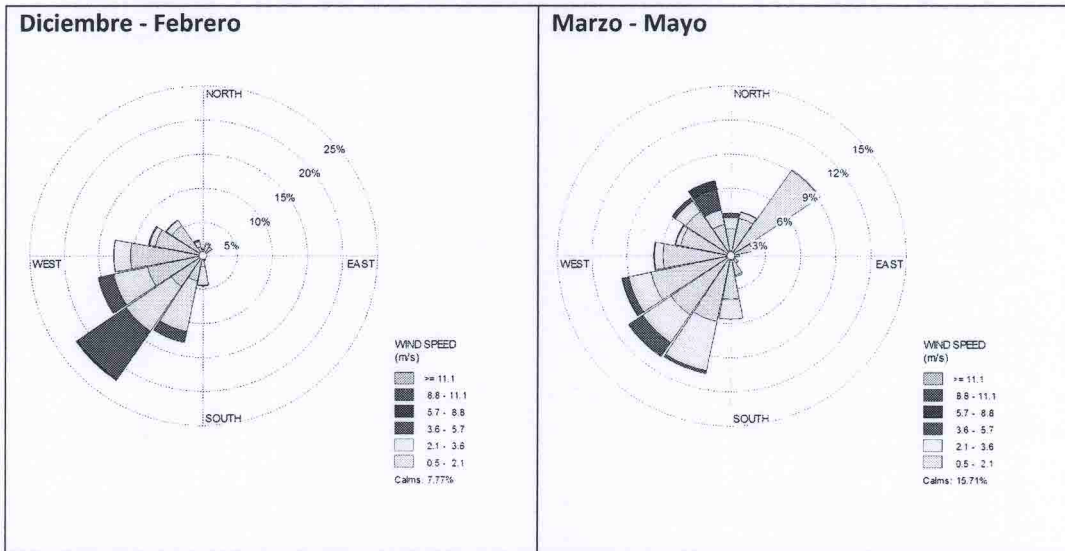 Diciembre - Febrero
NORTH
25%
20%
15%
10%
5%
WEST
EAST
SOUTH
WIND SPEED
(m/s)
>= 11.1
8.8 - 11.1
5.7 - 8.8
3.6 - 5.7
2.1 - 3.6
0.5 - 2.1
Calms: 7.77%
Marzo - Mayo
NORTH
15%
12%
9%
6%
3%
WEST
EAST
SOUTH
WIND SPEED
(m/s)
>= 11.1
8.8 - 11.1
5.7 - 8.8
3.6 - 5.7
2.1 - 3.6
0.5 - 2.1
Calms: 15.71%